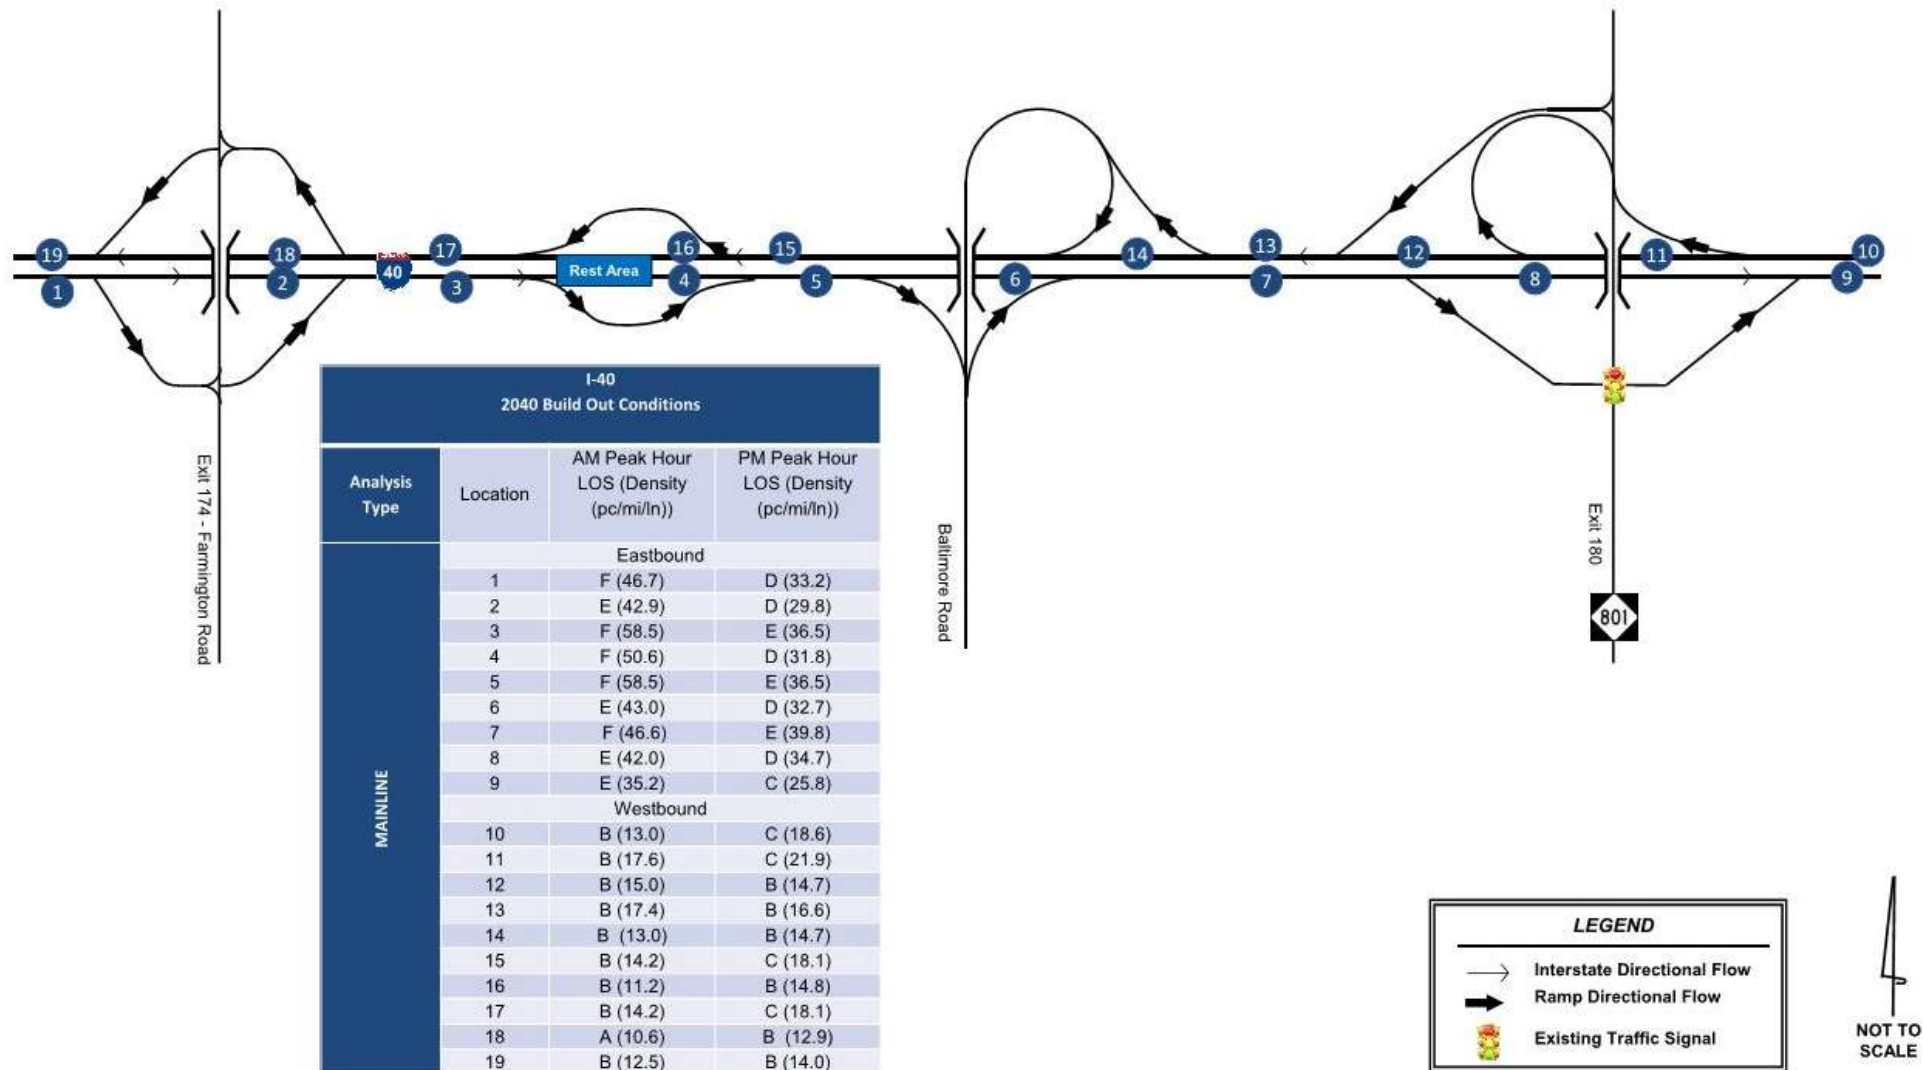 19
18
17
16
15
14
13
12
11
10
1
2
40
3
Rest Area
4
5
6
7
8
9
Exit 174 - Farmington Road
Baltimore Road
Exit 180
801
I-40
2040 Build Out Conditions
Analysis Type
Location
AM Peak Hour LOS (Density (pc/mi/ln))
PM Peak Hour LOS (Density (pc/mi/ln))
MAINLINE
Eastbound
1 F (46.7) D (33.2)
2 E (42.9) D (29.8)
3 F (58.5) E (36.5)
4 F (50.6) D (31.8)
5 F (58.5) E (36.5)
6 E (43.0) D (32.7)
7 F (46.6) E (39.8)
8 E (42.0) D (34.7)
9 E (35.2) C (25.8)
Westbound
10 B (13.0) C (18.6)
11 B (17.6) C (21.9)
12 B (15.0) B (14.7)
13 B (17.4) B (16.6)
14 B (13.0) B (14.7)
15 B (14.2) C (18.1)
16 B (11.2) B (14.8)
17 B (14.2) C (18.1)
18 A (10.6) B (12.9)
19 B (12.5) B (14.0)
LEGEND
Interstate Directional Flow
Ramp Directional Flow
Existing Traffic Signal
NOT TO
SCALE